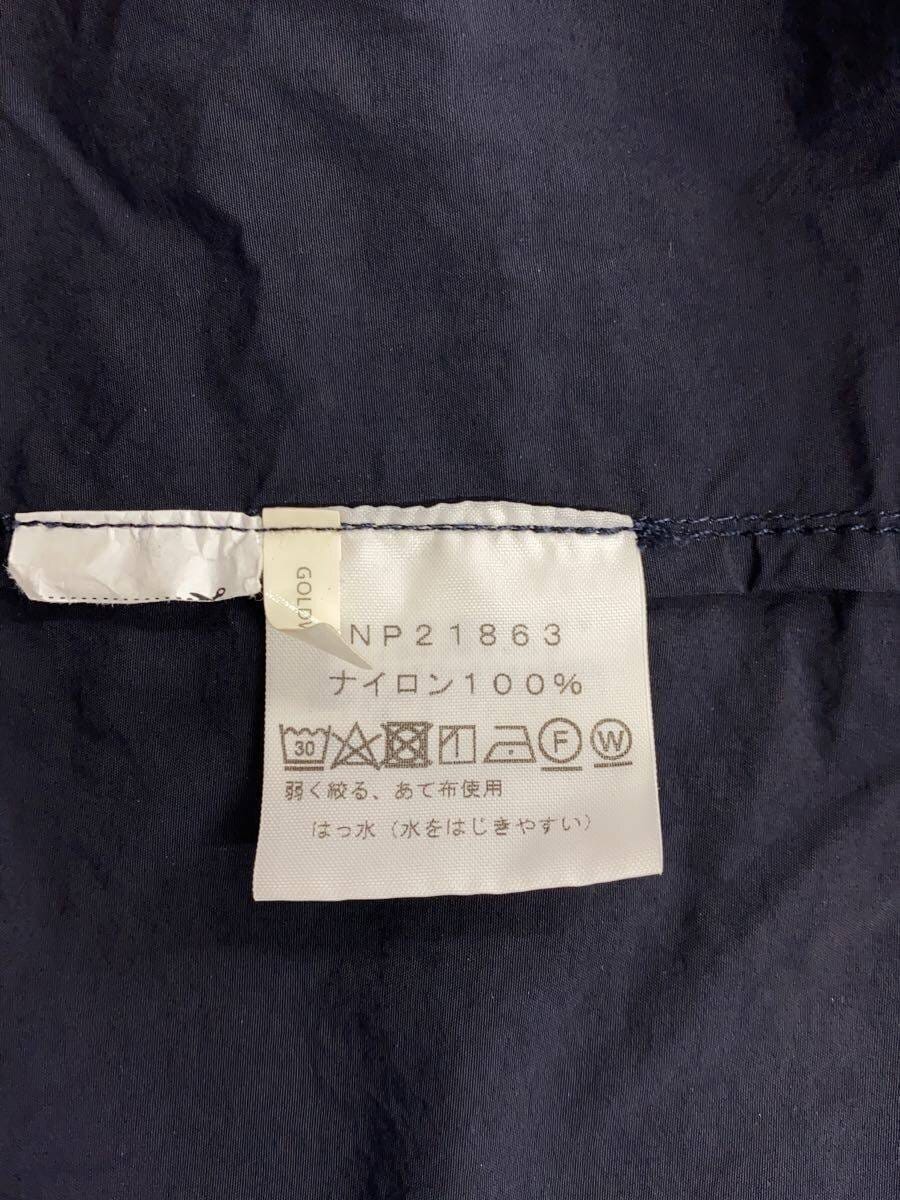 GOLDW
NP21863
ナイロン100%
30 F W
弱く絞る、あて布使用
はっ水(水をはじきやすい)